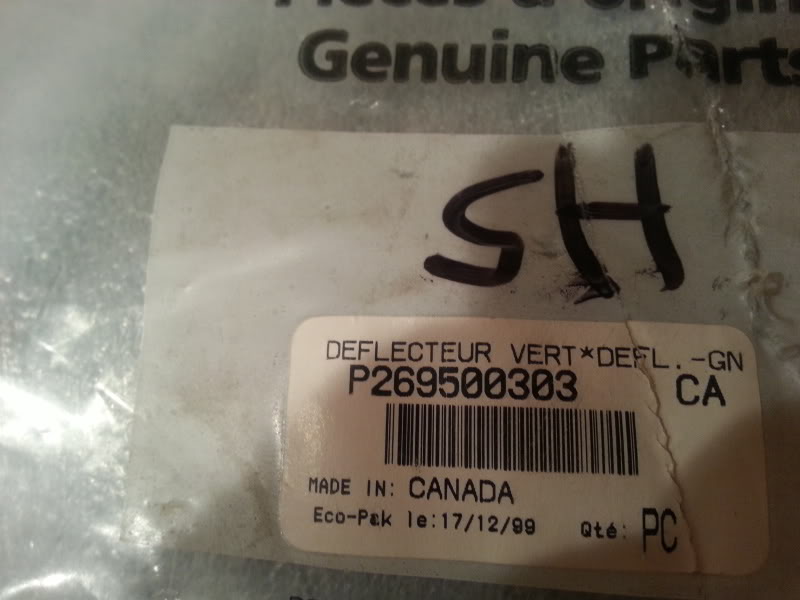 Genuine Parts
SH
DEFLECTEUR VERT*DEFL.-GN
P269500303 CA
MADE IN: CANADA
Eco-Pak le:17/12/99 Qté: PC